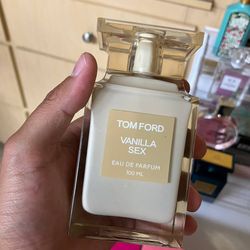 TOM FORD
VANILLA
SEX
EAU DE PARFUM
100 ML